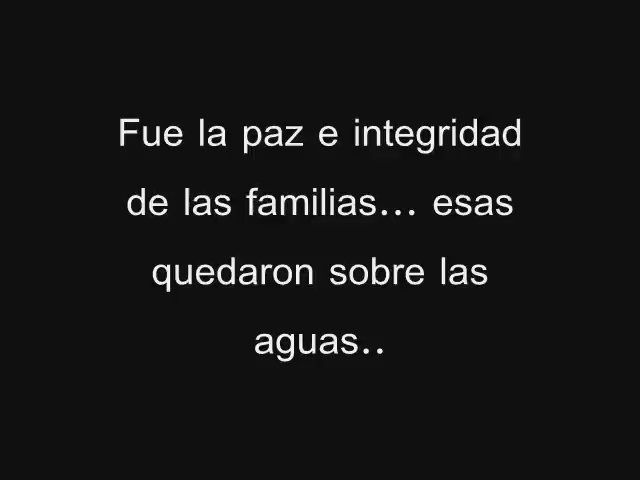 Fue la paz e integridad
de las familias... esas
quedaron sobre las
aguas..